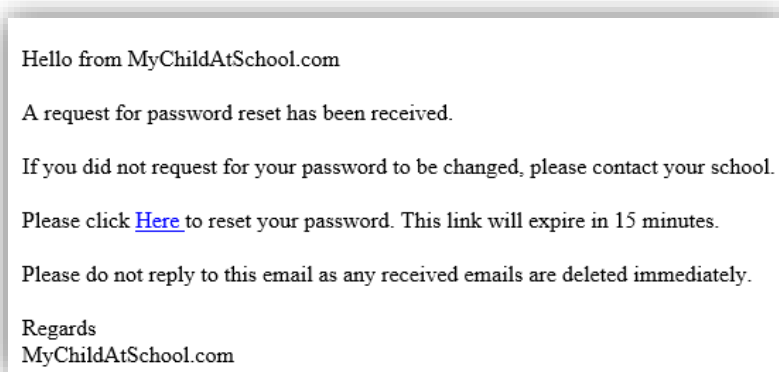 Hello from MyChildAtSchool.com
A request for password reset has been received.
If you did not request for your password to be changed, please contact your school.
Please click Here to reset your password. This link will expire in 15 minutes.
Please do not reply to this email as any received emails are deleted immediately.
Regards
MyChildAtSchool.com